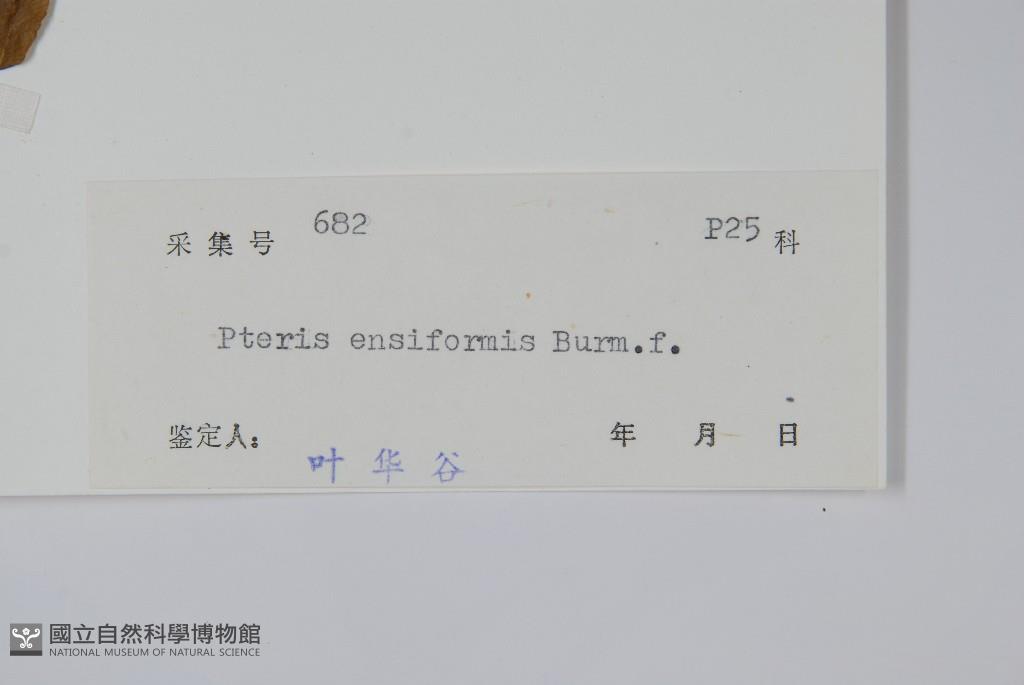 采集号 682 P25 科
Pteris ensiformis Burm.f.
鉴定人: 年 月 日
叶华谷
國立自然科學博物館
NATIONAL MUSEUM OF NATURAL SCIENCE